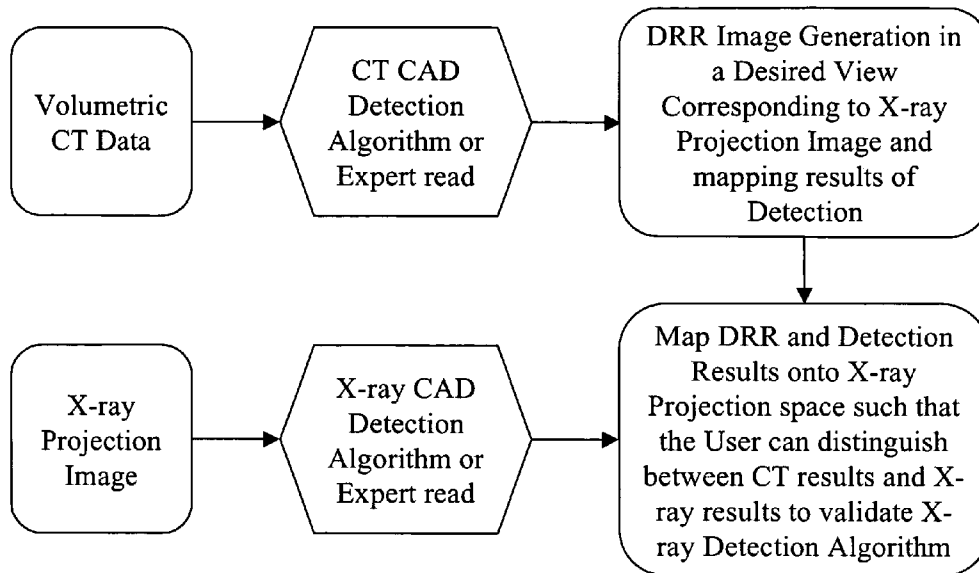 Volumetric
CT Data
CT CAD
Detection
Algorithm or
Expert read
DRR Image Generation in
a Desired View
Corresponding to X-ray
Projection Image and
mapping results of
Detection
X-ray
Projection
Image
X-ray CAD
Detection
Algorithm or
Expert read
Map DRR and Detection
Results onto X-ray
Projection space such that
the User can distinguish
between CT results and X-
ray results to validate X-
ray Detection Algorithm